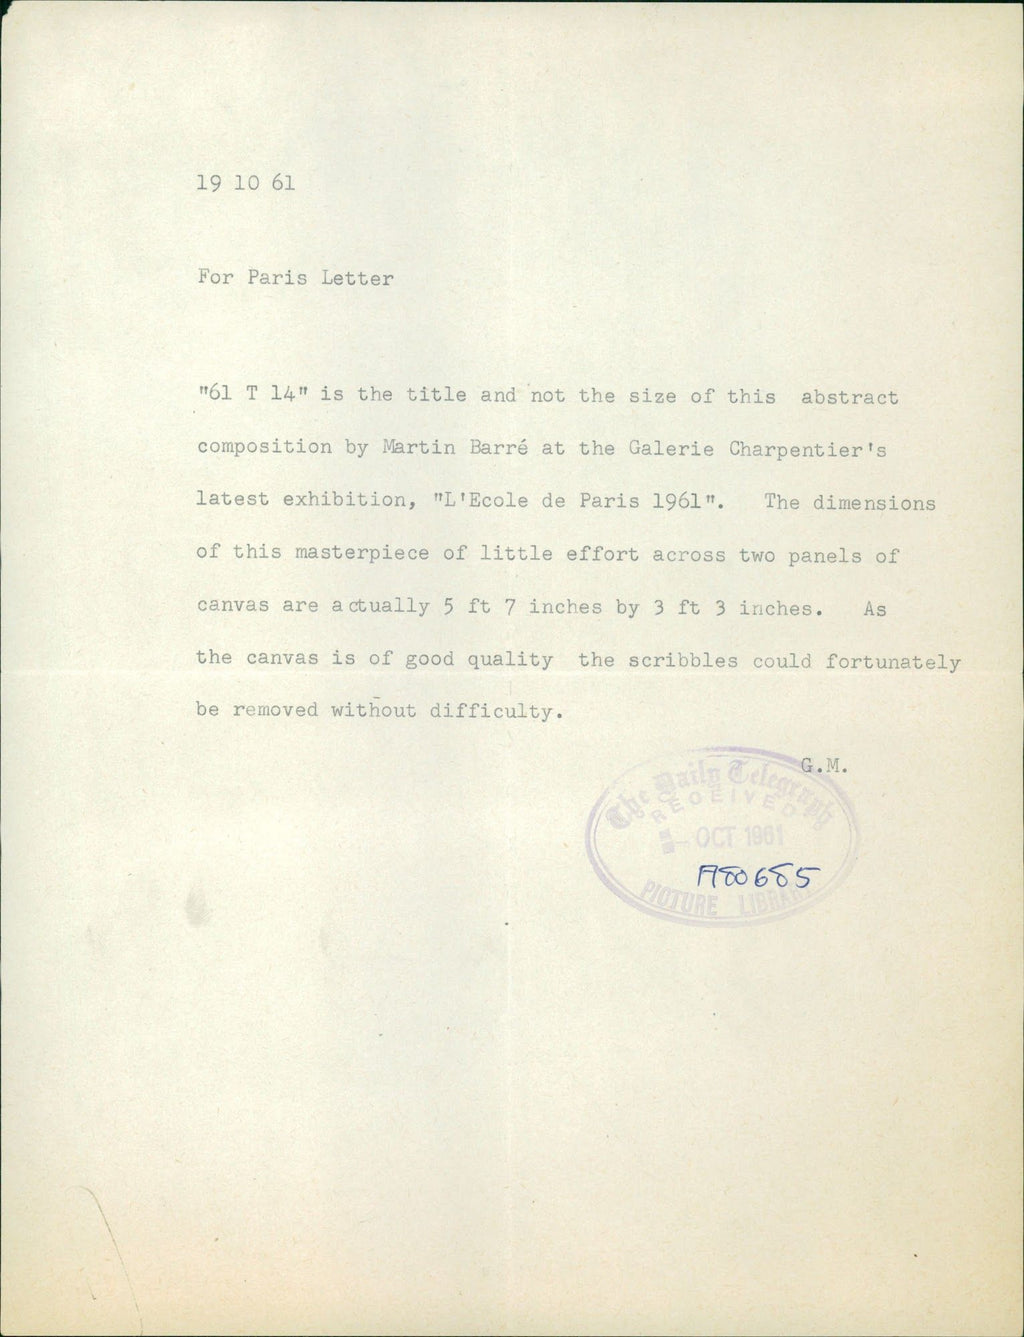 19 10 61
For Paris Letter
"61 T 14" is the title and not the size of this abstract
composition by Martin Barré at the Galerie Charpentier's
latest exhibition, "L'Ecole de Paris 1961". The dimensions
of this masterpiece of little effort across two panels of
canvas are actually 5 ft 7 inches by 3 ft 3 inches. As
the canvas is of good quality the scribbles could fortunately
be removed without difficulty.
G.M.
The Daily Telegraph
RECEIVED
OCT 1961
A80685
PICTURE LIBRARY